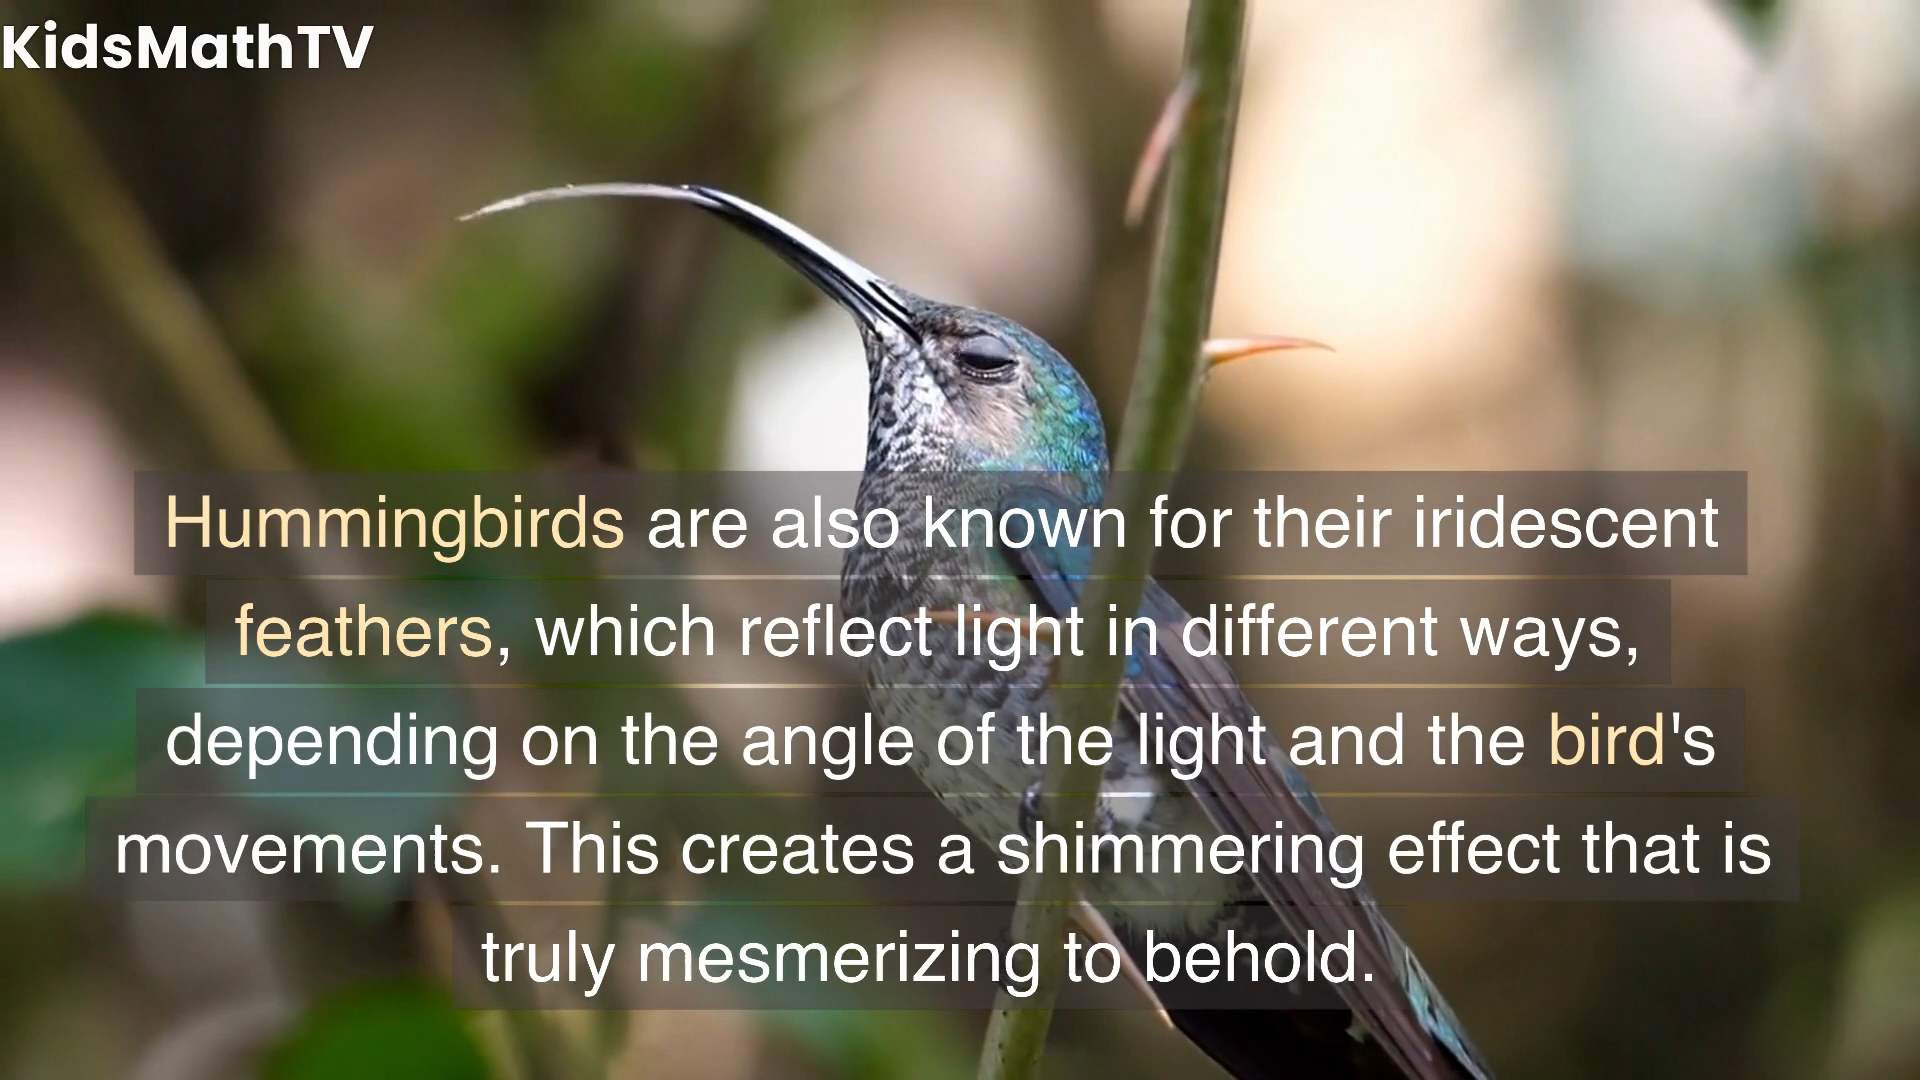 KidsMathTV
Hummingbirds are also known for their iridescent
feathers, which reflect light in different ways,
depending on the angle of the light and the bird's
movements. This creates a shimmering effect that is
truly mesmerizing to behold.